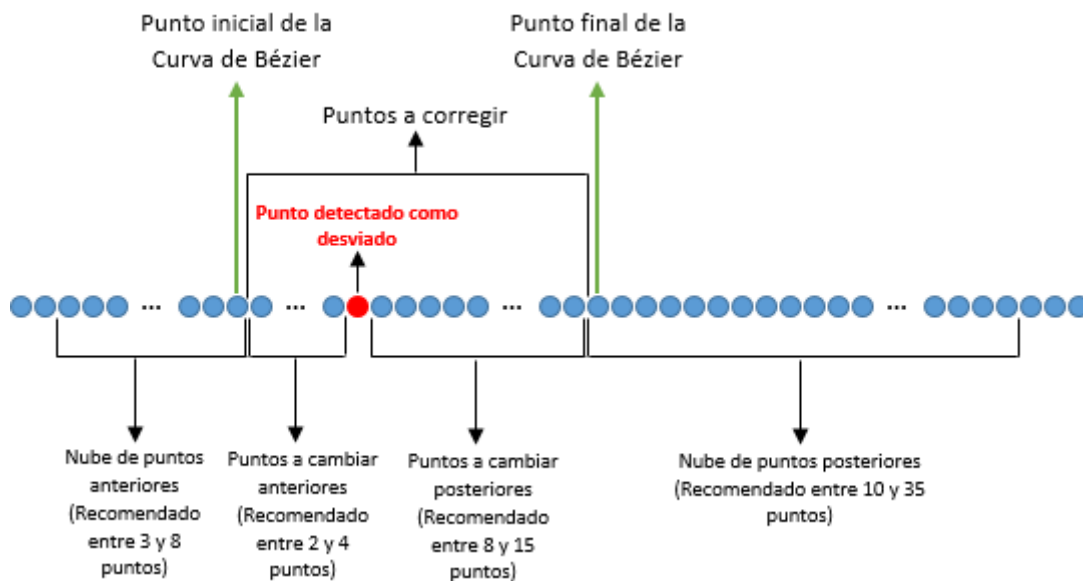 Punto inicial de la
Curva de Bézier
Punto final de la
Curva de Bézier
Puntos a corregir
Punto detectado como
desviado
... ... ... ...
Nube de puntos
anteriores
(Recomendado
entre 3 y 8
puntos)
Puntos a cambiar
anteriores
(Recomendado
entre 2 y 4
puntos)
Puntos a cambiar
posteriores
(Recomendado
entre 8 y 15
puntos)
Nube de puntos posteriores
(Recomendado entre 10 y 35
puntos)